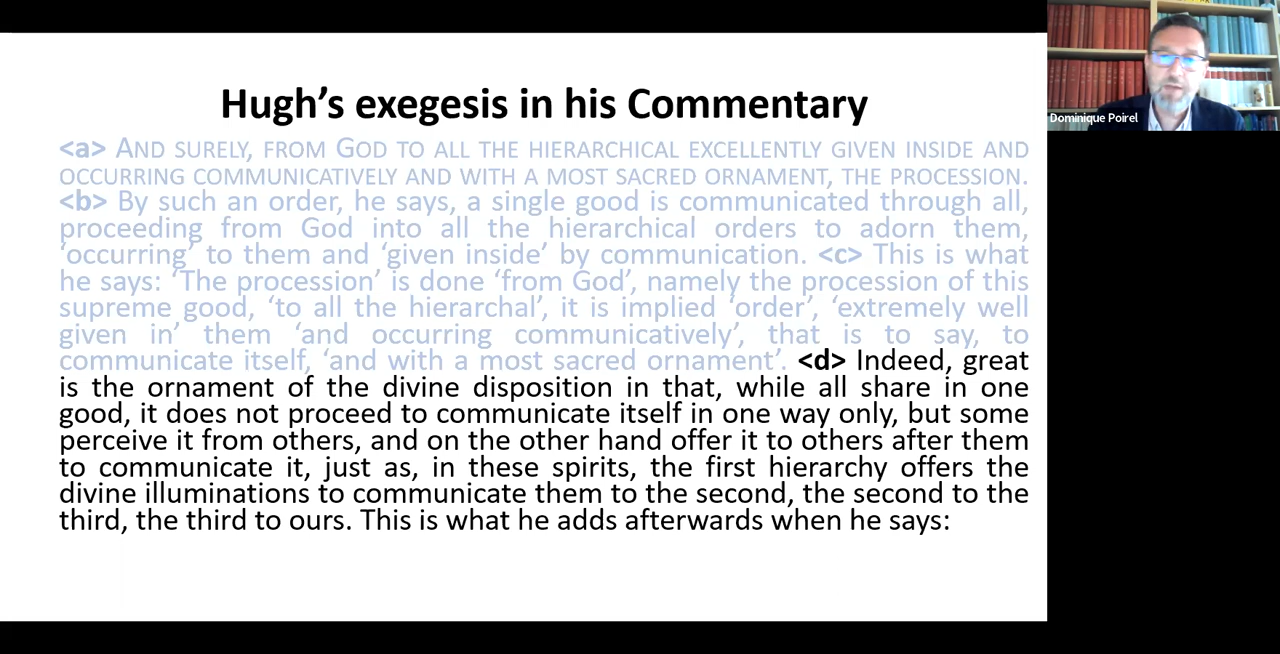 Hugh’s exegesis in his Commentary
<a> AND SURELY, FROM GOD TO ALL THE HIERARCHICAL EXCELLENTLY GIVEN INSIDE AND
OCCURRING COMMUNICATIVELY AND WITH A MOST SACRED ORNAMENT, THE PROCESSION.
<b> By such an order, he says, a single good is communicated through all,
proceeding from God into all the hierarchical orders to adorn them,
‘occurring’ to them and ‘given inside’ by communication. <c> This is what
he says: ‘The procession’ is done ‘from God’, namely the procession of this
supreme good, ‘to all the hierarchal’, it is implied ‘order’, ‘extremely well
given in’ them ‘and occurring communicatively’, that is to say, to
communicate itself, ‘and with a most sacred ornament’. <d> Indeed, great
is the ornament of the divine disposition in that, while all share in one
good, it does not proceed to communicate itself in one way only, but some
perceive it from others, and on the other hand offer it to others after them
to communicate it, just as, in these spirits, the first hierarchy offers the
divine illuminations to communicate them to the second, the second to the
third, the third to ours. This is what he adds afterwards when he says:
Dominique Poirel